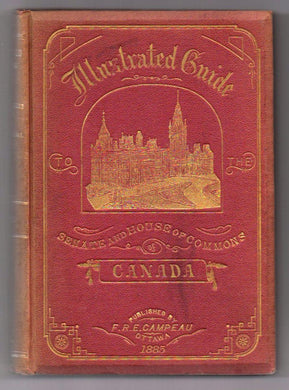 Illustrated Guide
TO THE
SENATE AND HOUSE OF COMMONS
of
CANADA
PUBLISHED BY
F.R.E. CAMPEAU
OTTAWA
1885